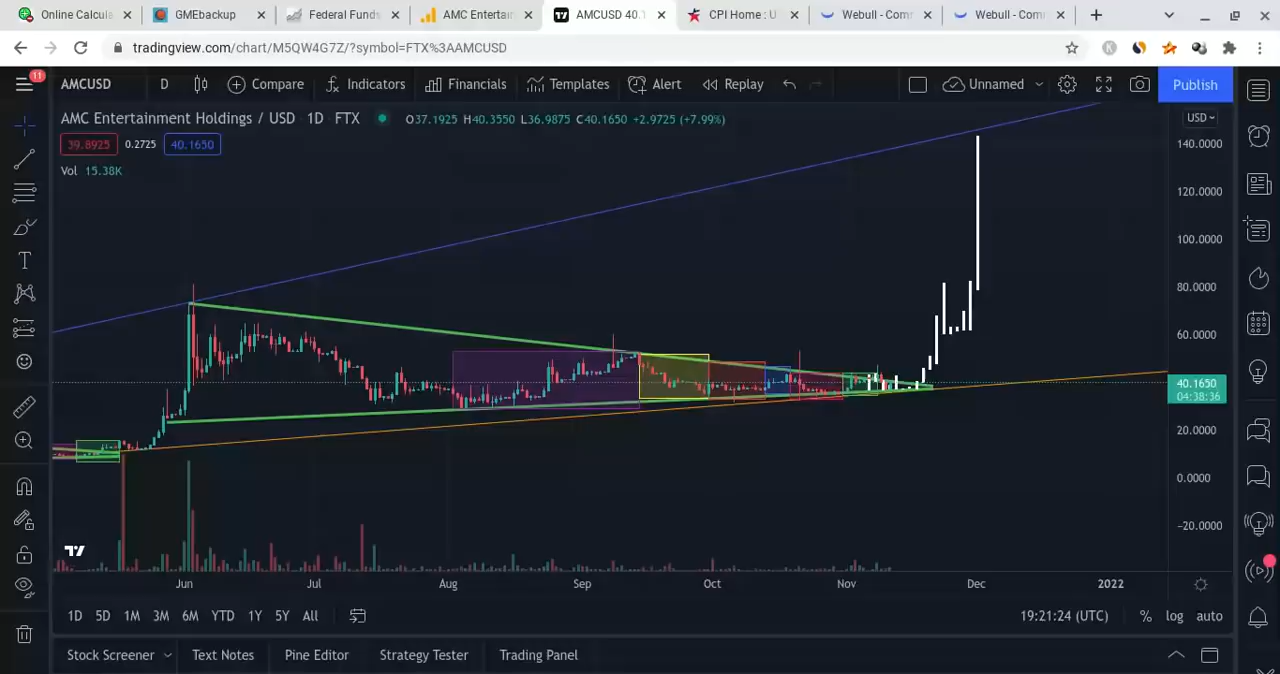 Online Calcula
GMEbackup
Federal Funds
AMC Entertain
AMCUSD 40.1
CPI Home : U
Webull - Comm
Webull - Comm
tradingview.com/chart/M5QW4G7Z/?symbol=FTX%3AAMCUSD
K
11
AMCUSD
D
Compare
Indicators
Financials
Templates
Alert
Replay
Unnamed
Publish
AMC Entertainment Holdings / USD 1D FTX
O37.1925 H40.3550 L36.9875 C40.1650 +2.9725 (+7.99%)
USD
39.8925
0.2725
40.1650
Vol 15.38K
140.0000
120.0000
100.0000
80.0000
60.0000
40.1650
04:38:36
20.0000
0.0000
−20.0000
Jun
Jul
Aug
Sep
Oct
Nov
Dec
2022
1D
5D
1M
3M
6M
YTD
1Y
5Y
All
19:21:24 (UTC)
%
log
auto
Stock Screener
Text Notes
Pine Editor
Strategy Tester
Trading Panel